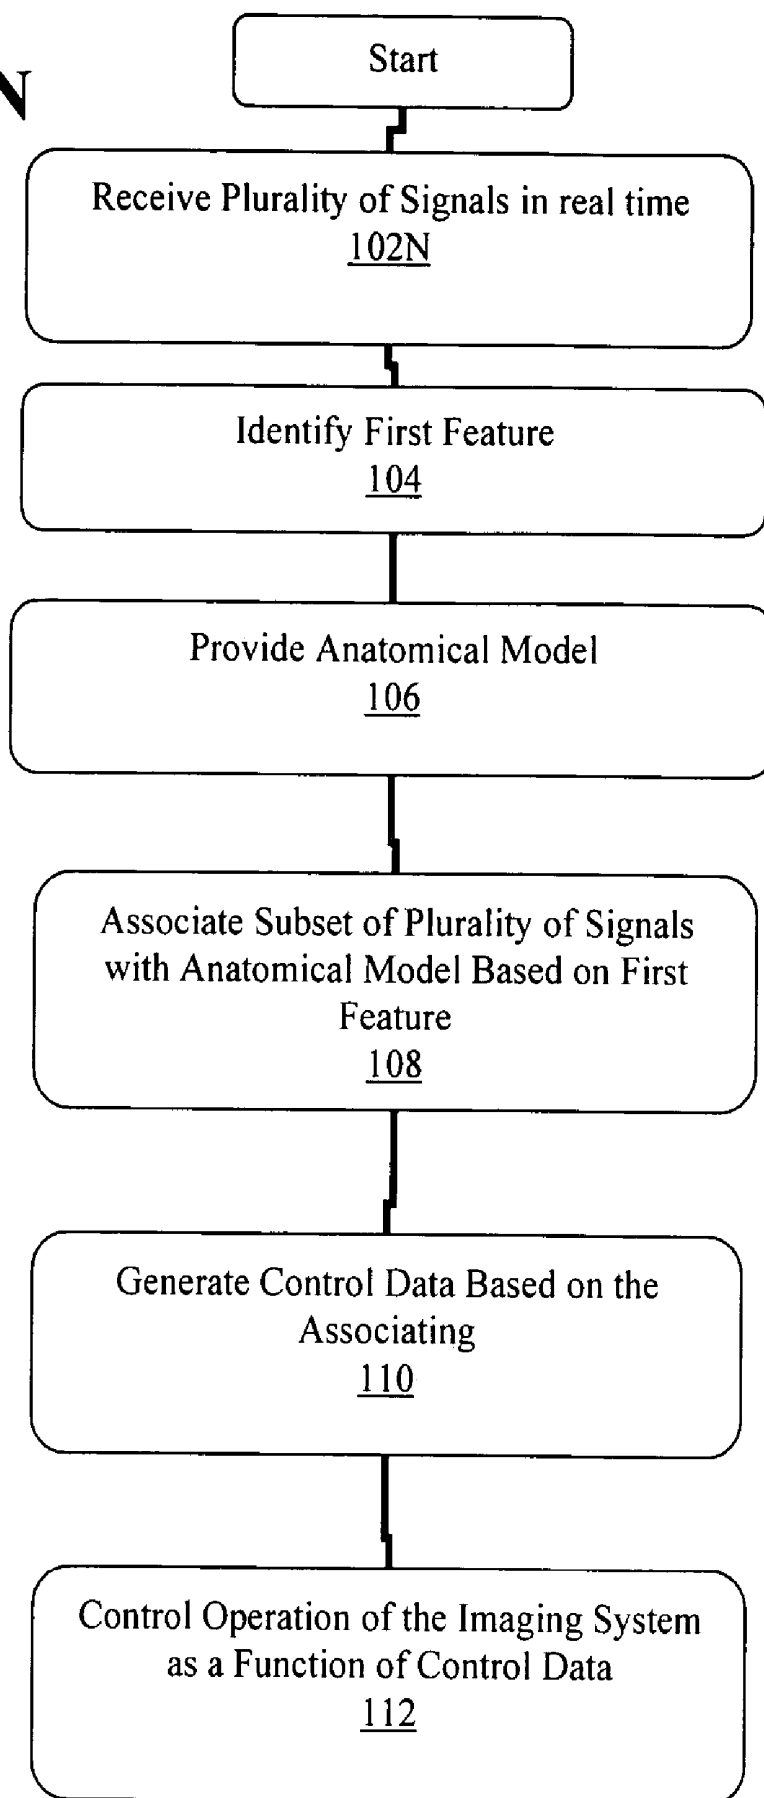 N
Start
Receive Plurality of Signals in real time
102N
Identify First Feature
104
Provide Anatomical Model
106
Associate Subset of Plurality of Signals
with Anatomical Model Based on First
Feature
108
Generate Control Data Based on the
Associating
110
Control Operation of the Imaging System
as a Function of Control Data
112